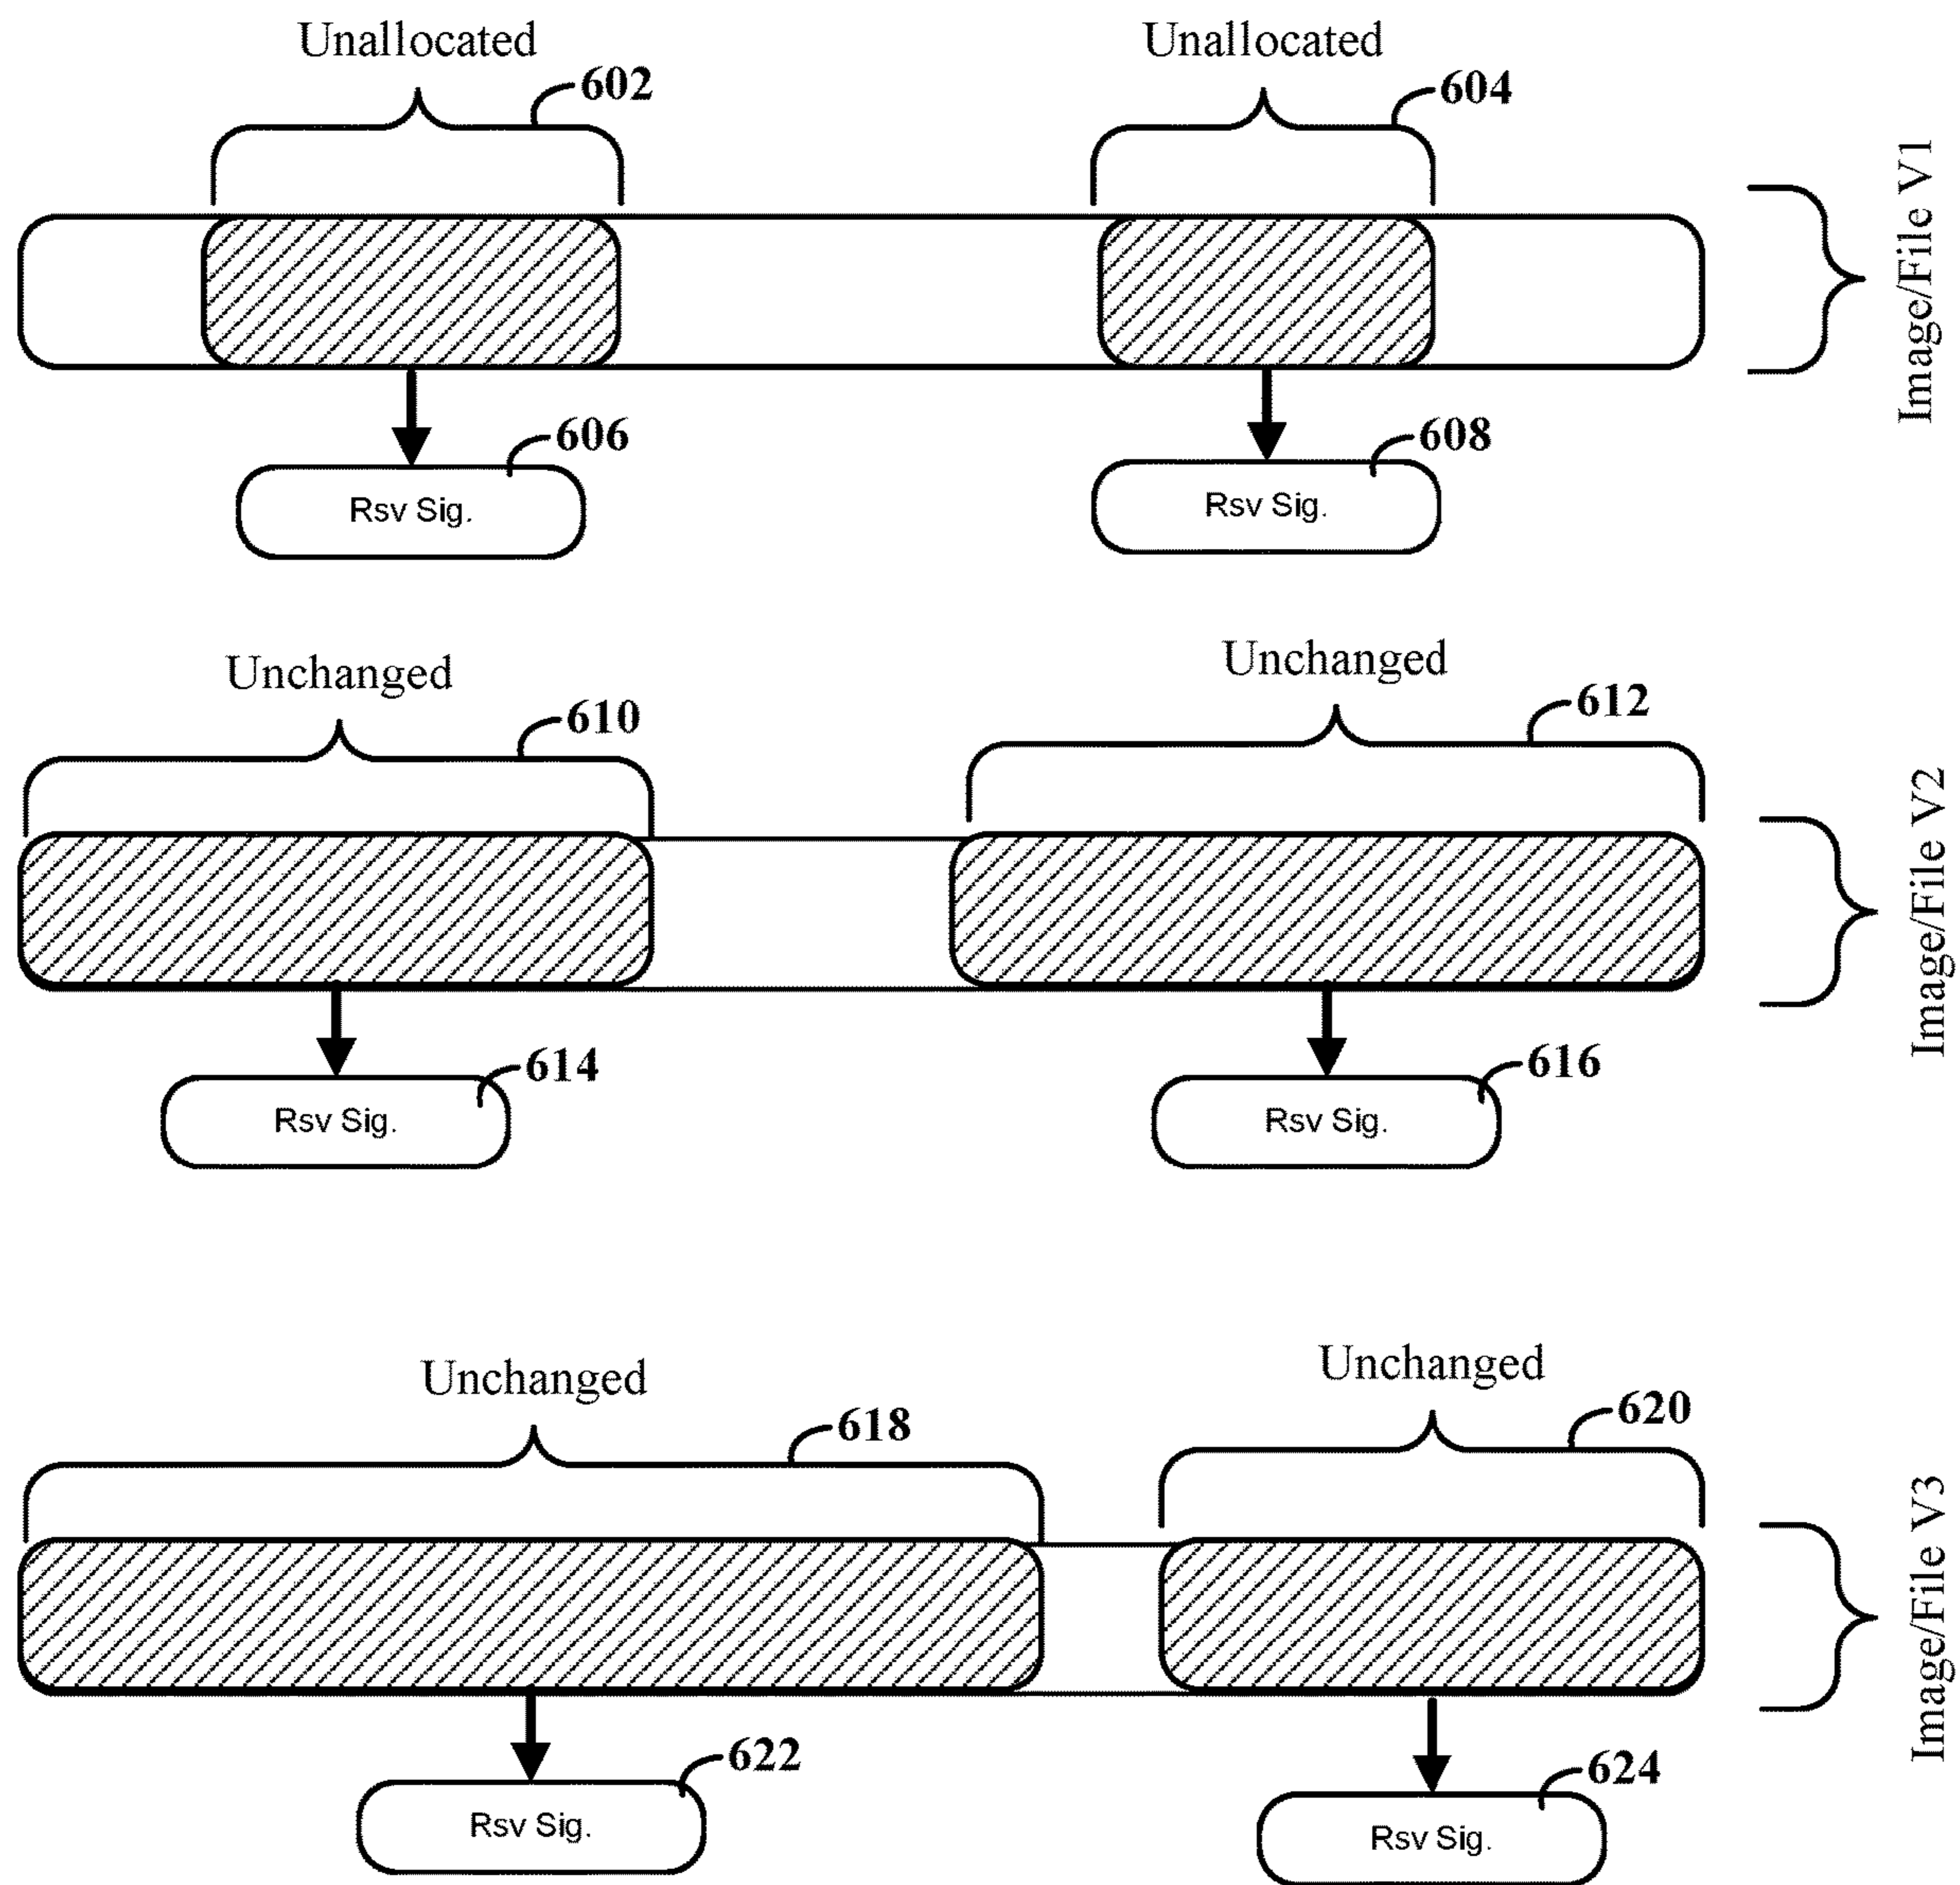 Unallocated
602
Unallocated
604
Image/File V1
606
Rsv Sig.
608
Rsv Sig.
Unchanged
610
Unchanged
612
Image/File V2
614
Rsv Sig.
616
Rsv Sig.
Unchanged
618
Unchanged
620
Image/File V3
622
Rsv Sig.
624
Rsv Sig.